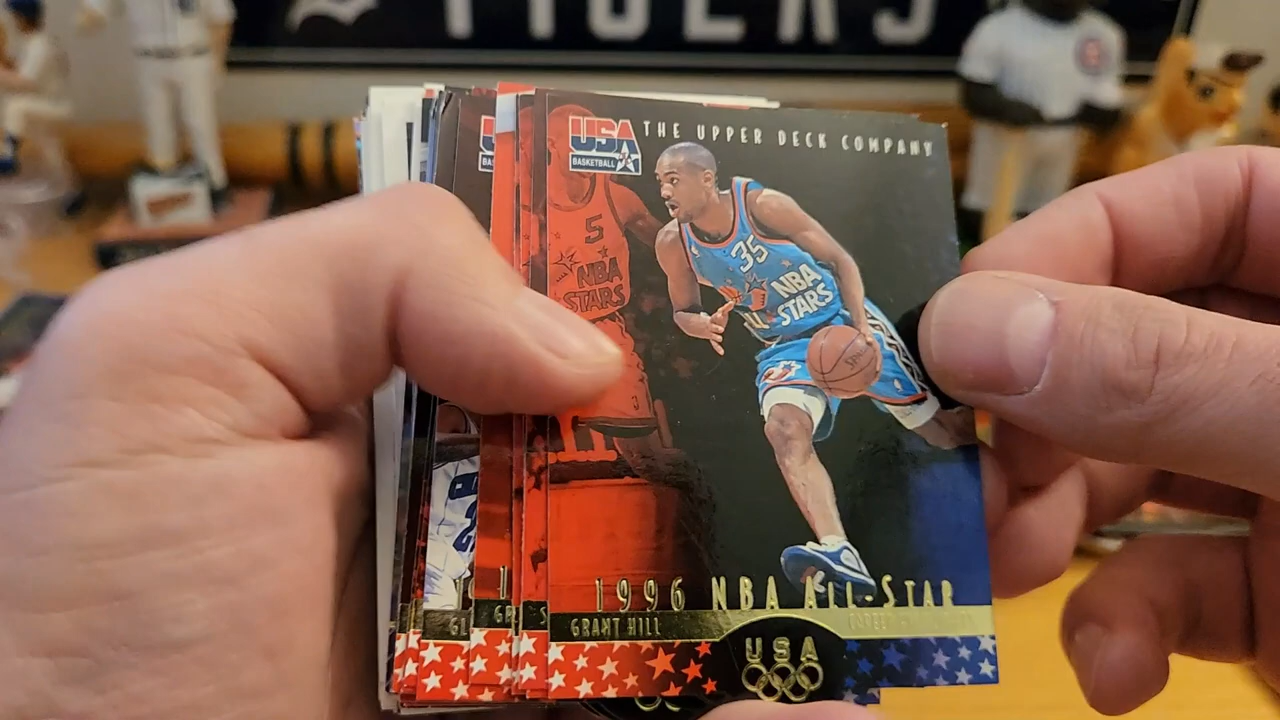 TIGERS
USA THE UPPER DECK COMPANY
BASKETBALL
5
NBA
STARS
35
NBA
STARS
1996 NBA ALL-STAR
GRANT HILL
USA